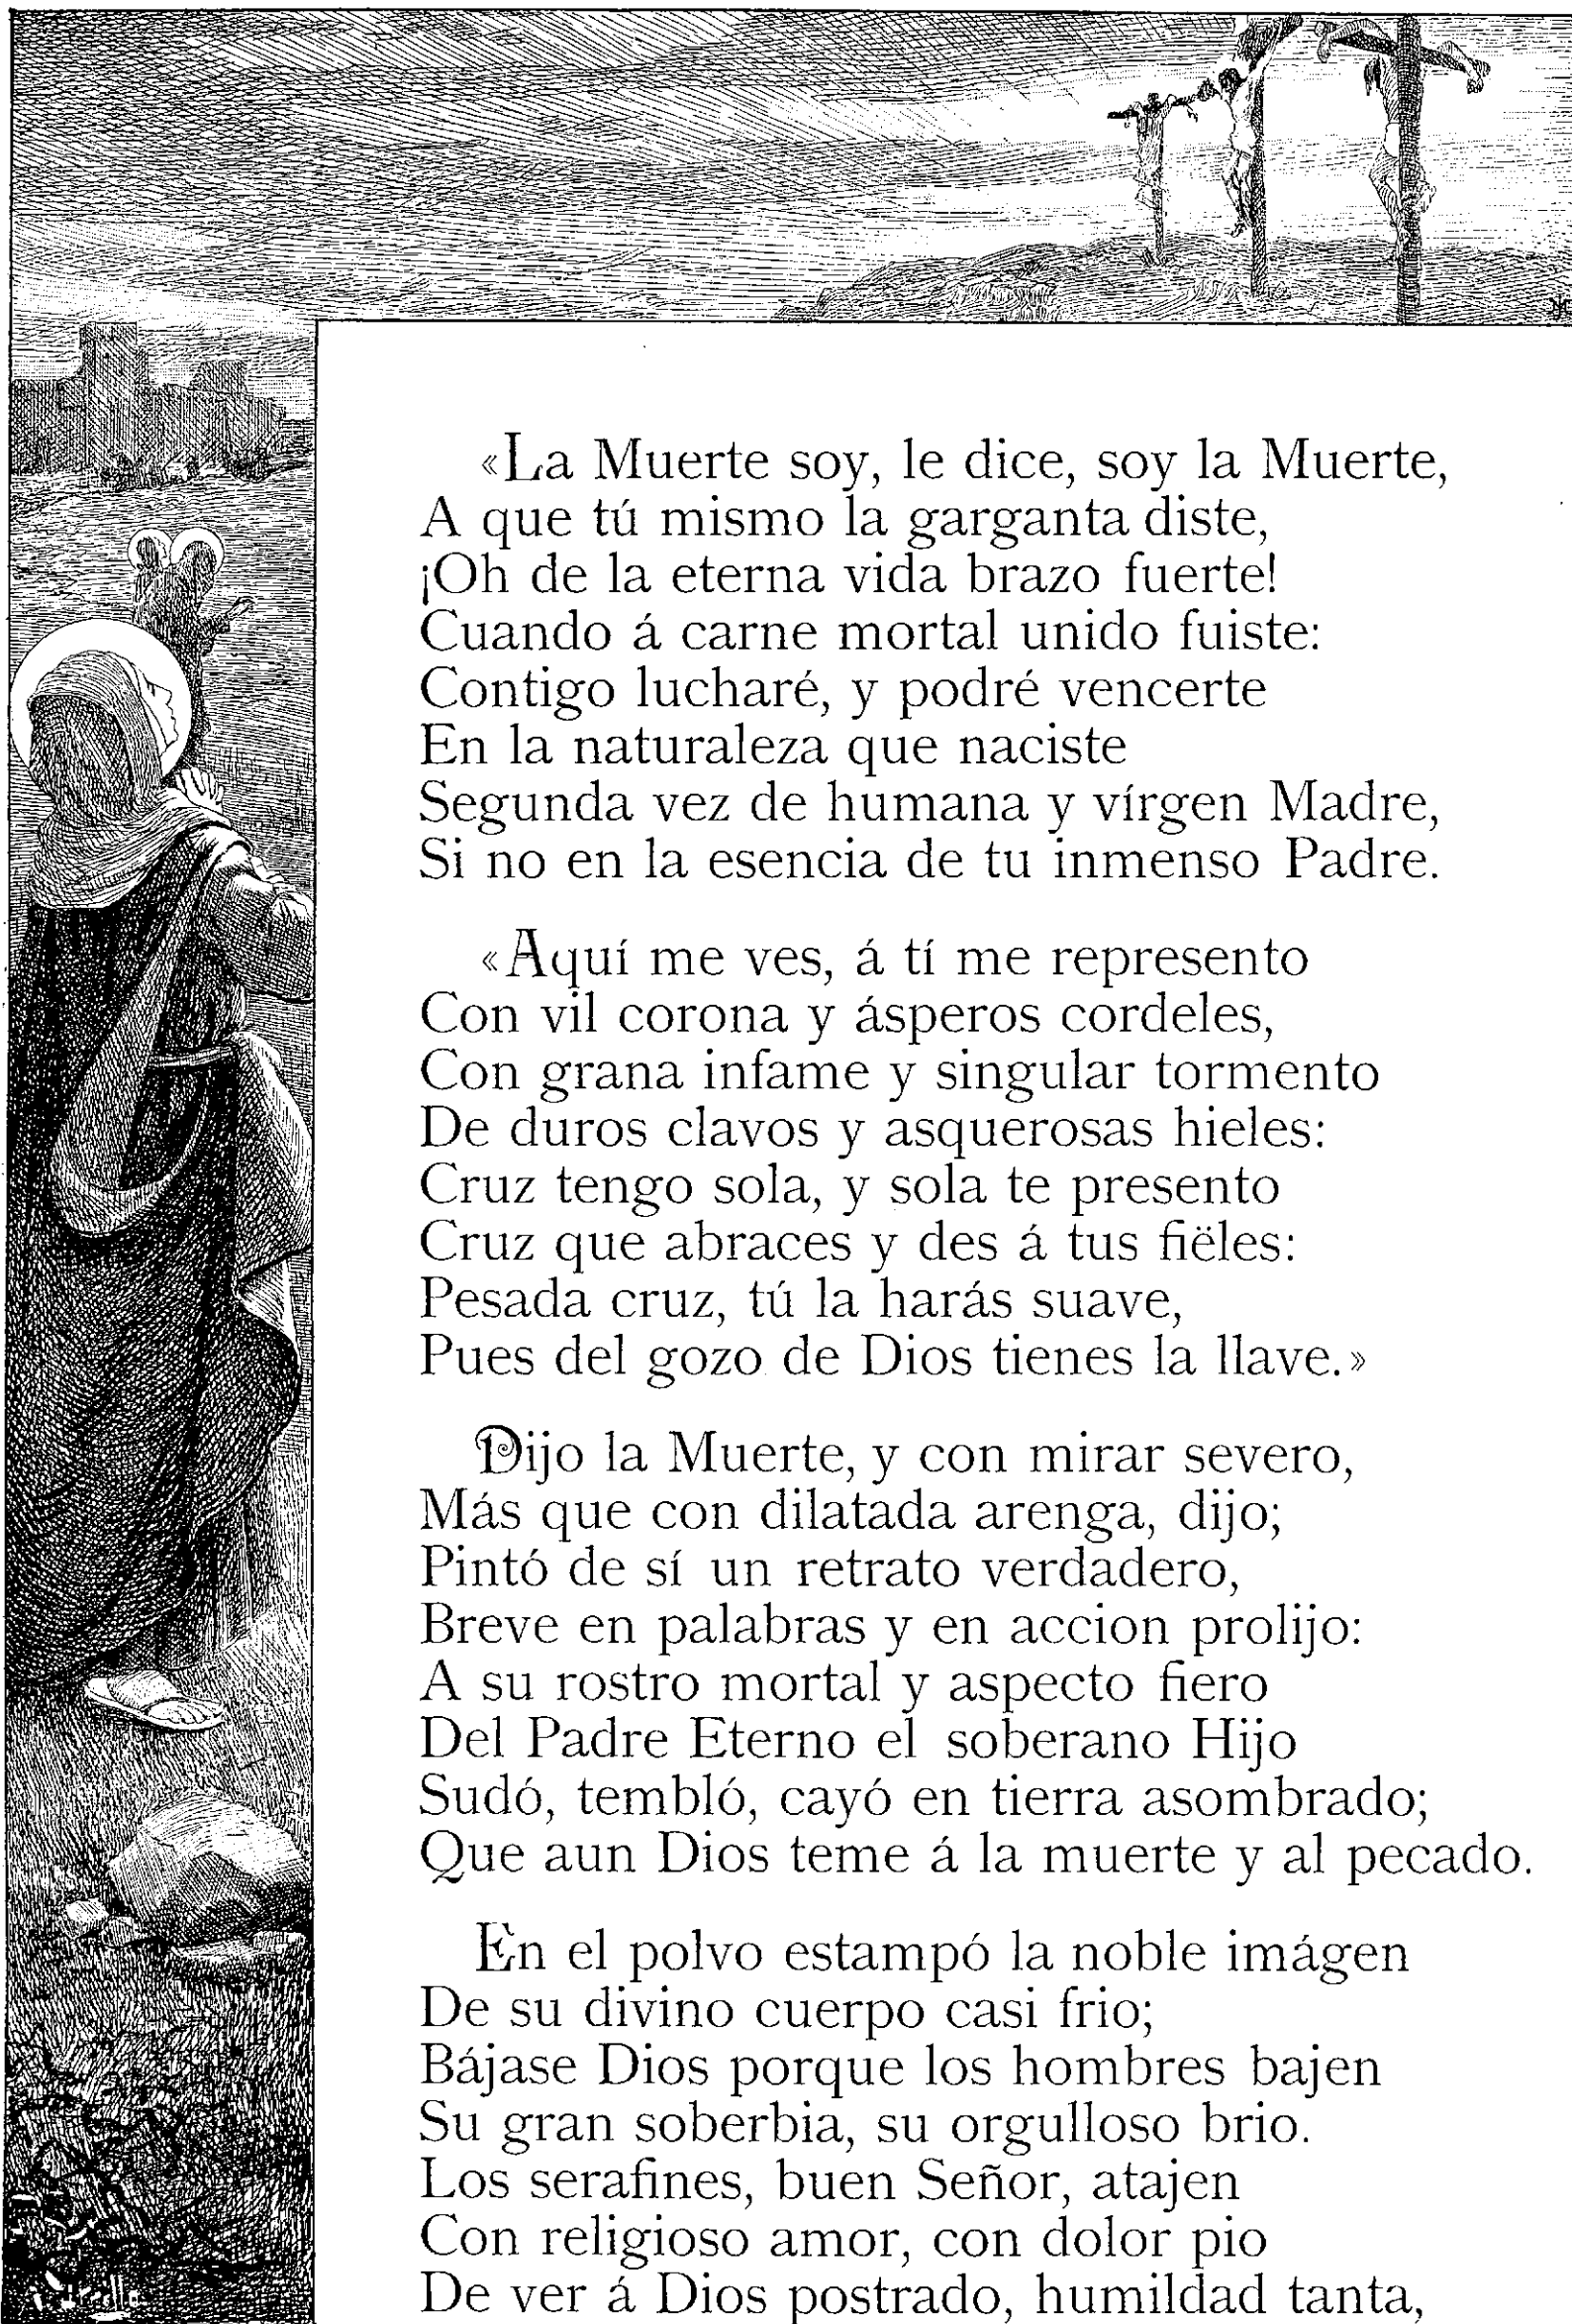 «La Muerte soy, le dice, soy la Muerte,
A que tú mismo la garganta diste,
¡Oh de la eterna vida brazo fuerte!
Cuando á carne mortal unido fuiste:
Contigo lucharé, y podré vencerte
En la naturaleza que naciste
Segunda vez de humana y vírgen Madre,
Si no en la esencia de tu inmenso Padre.
«Aquí me ves, á tí me represento
Con vil corona y ásperos cordeles,
Con grana infame y singular tormento
De duros clavos y asquerosas hieles:
Cruz tengo sola, y sola te presento
Cruz que abraces y des á tus fiëles:
Pesada cruz, tú la harás suave,
Pues del gozo de Dios tienes la llave.»
Dijo la Muerte, y con mirar severo,
Más que con dilatada arenga, dijo;
Pintó de sí un retrato verdadero,
Breve en palabras y en accion prolijo:
A su rostro mortal y aspecto fiero
Del Padre Eterno el soberano Hijo
Sudó, tembló, cayó en tierra asombrado;
Que aun Dios teme á la muerte y al pecado.
En el polvo estampó la noble imágen
De su divino cuerpo casi frio;
Bájase Dios porque los hombres bajen
Su gran soberbia, su orgulloso brio.
Los serafines, buen Señor, atajen
Con religioso amor, con dolor pio
De ver á Dios postrado, humildad tanta,